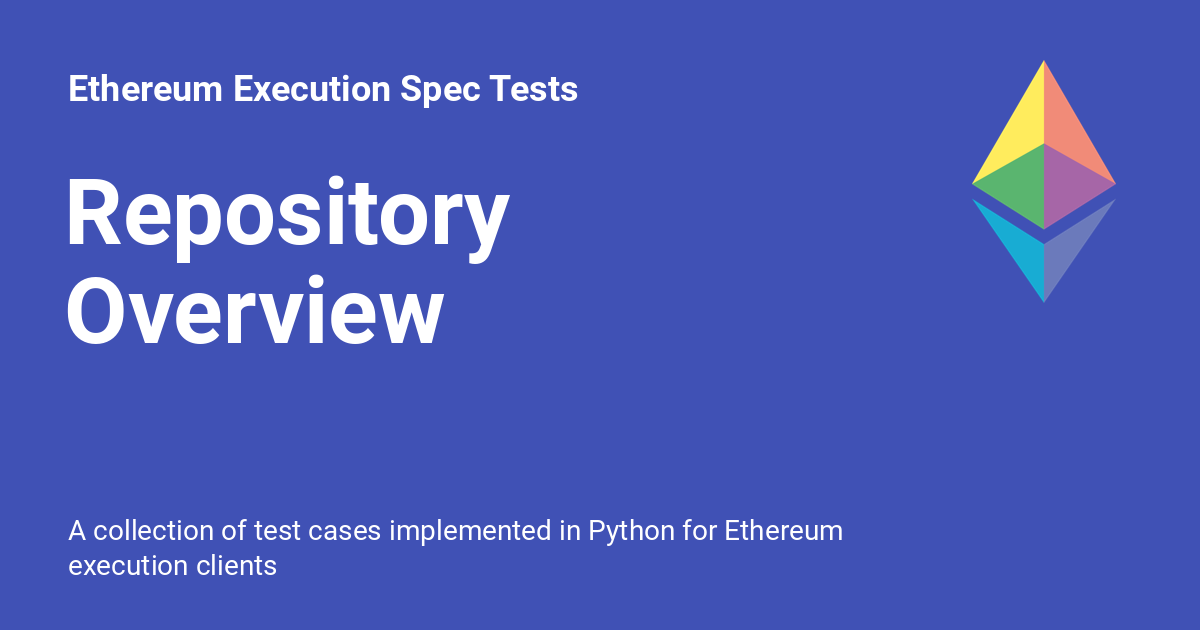 Ethereum Execution Spec Tests
Repository
Overview
A collection of test cases implemented in Python for Ethereum
execution clients